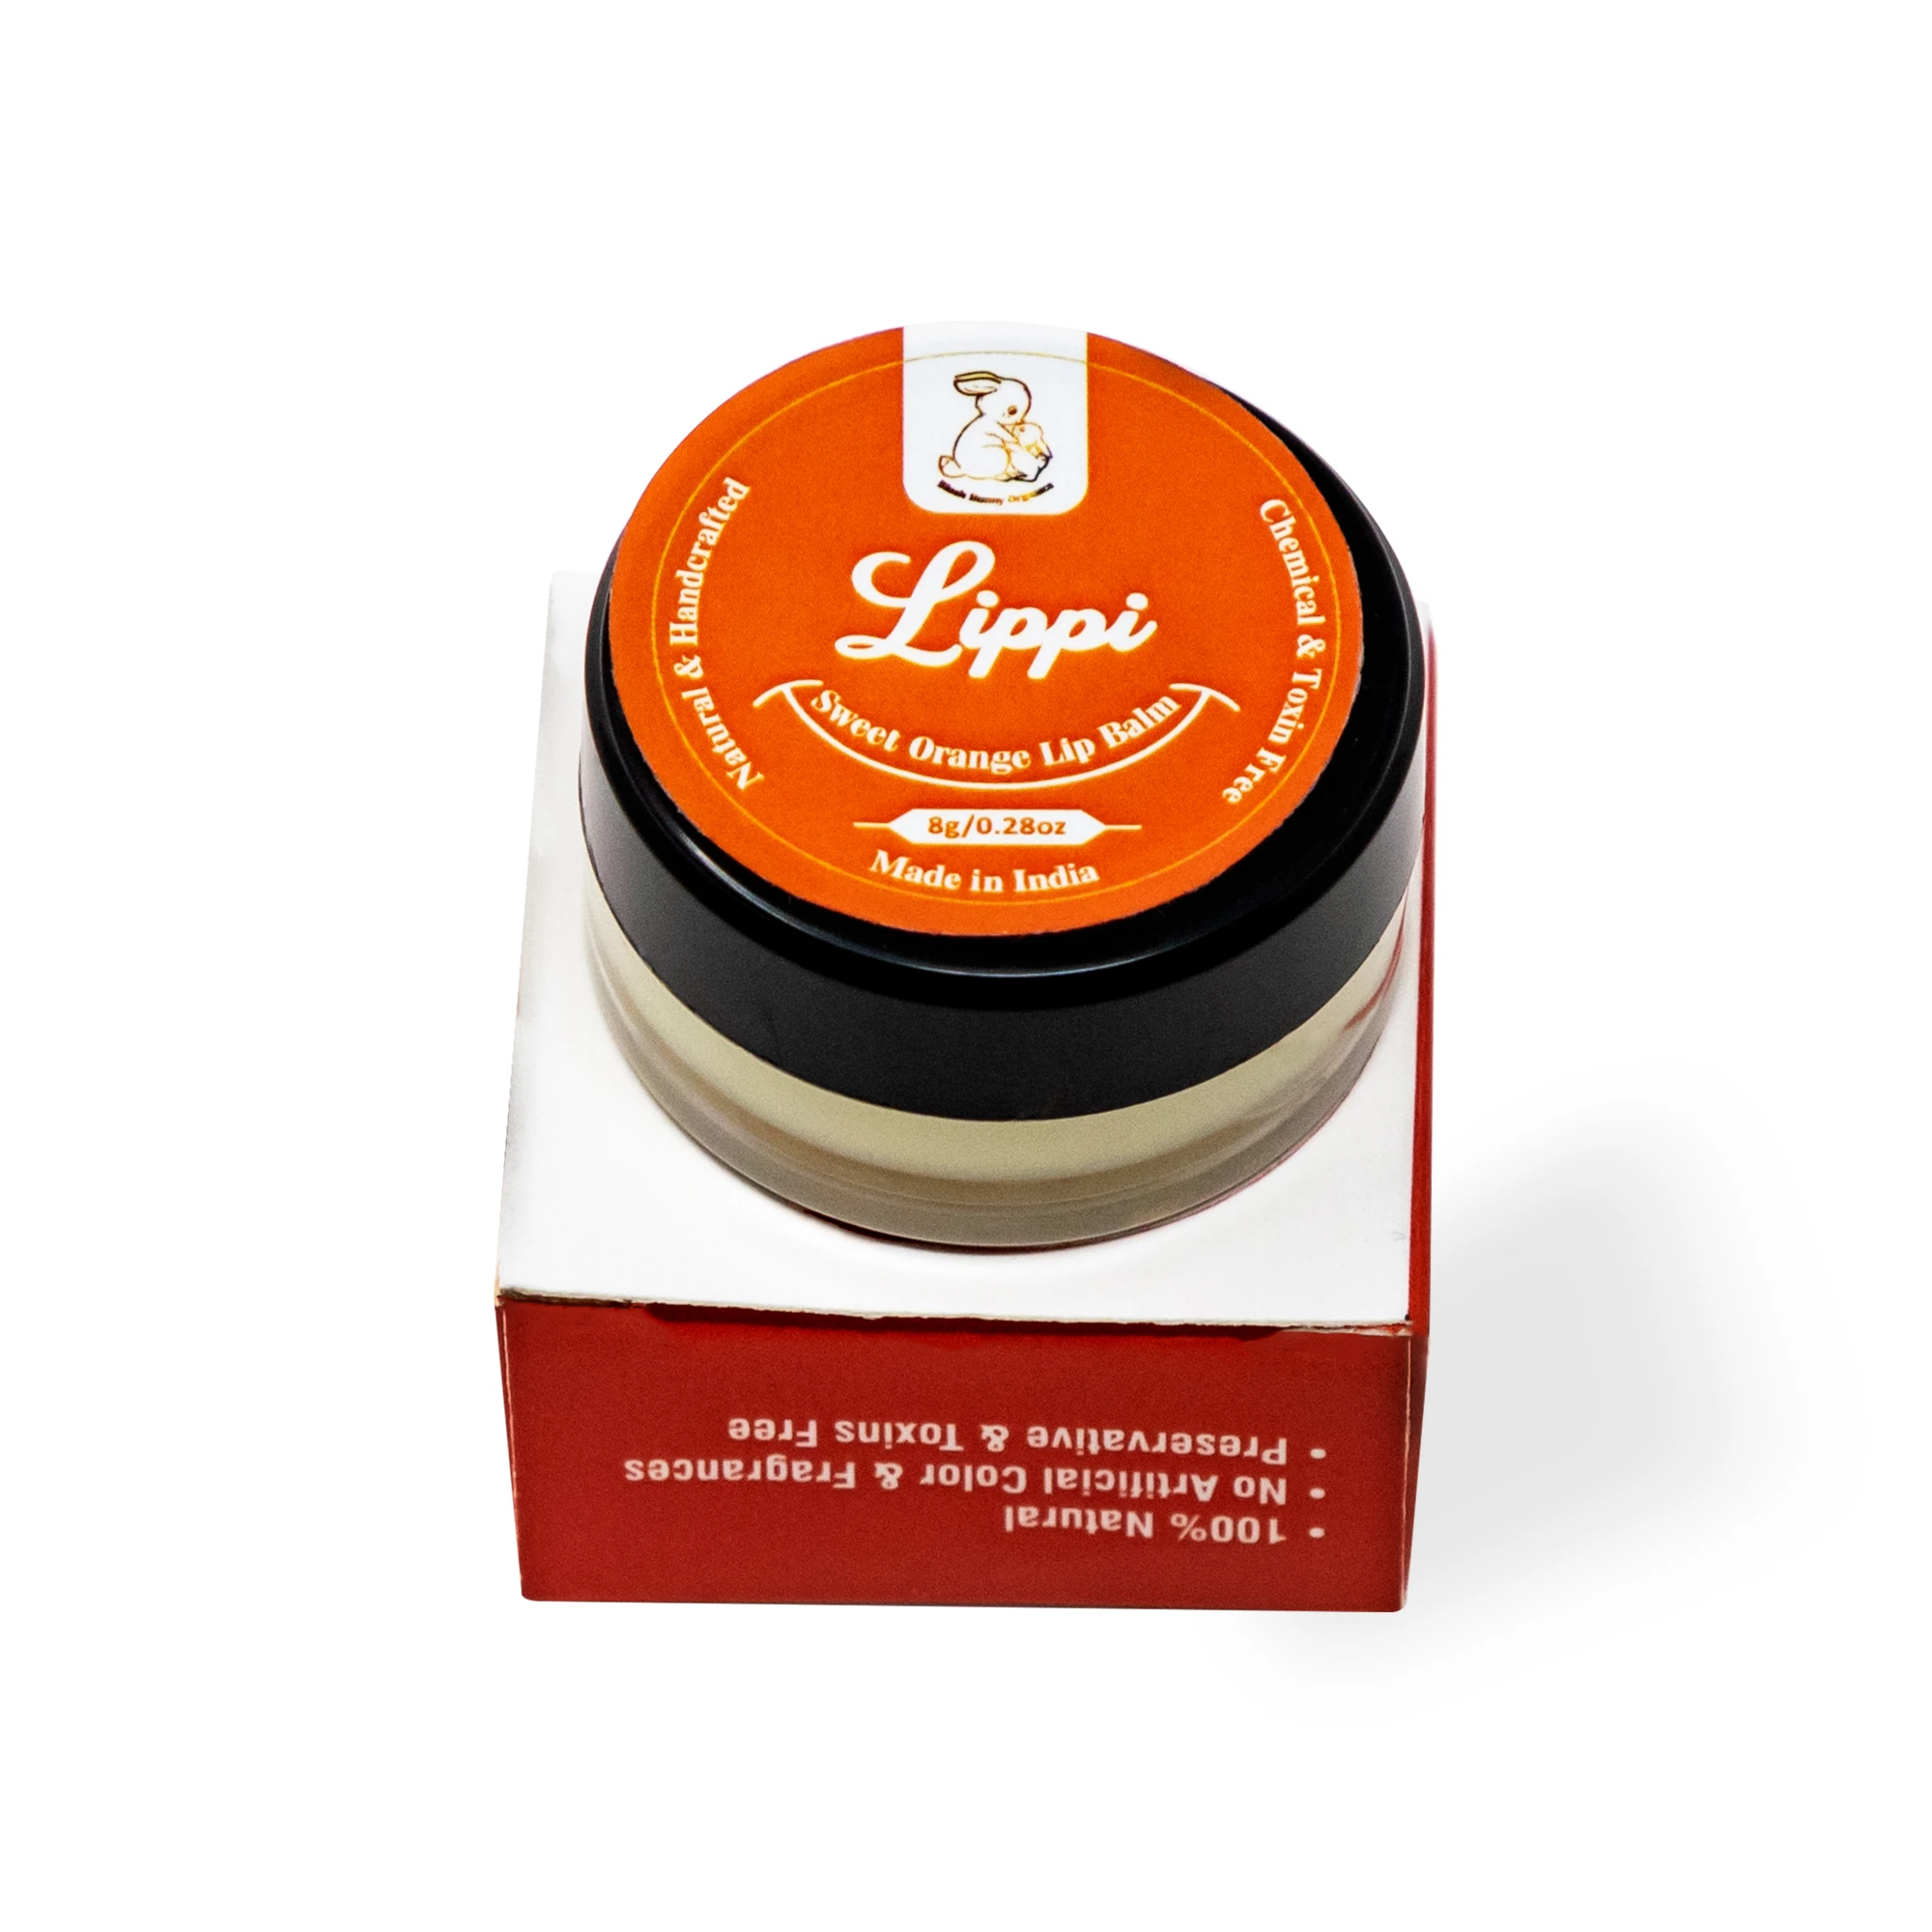 Lippi
Sweet Orange Lip Balm
8g/0.28oz
Made in India
Natural & Handcrafted
Chemical & Toxin Free
• 100% Natural
• No Artificial Color & Fragrances
• Preservative & Toxins Free